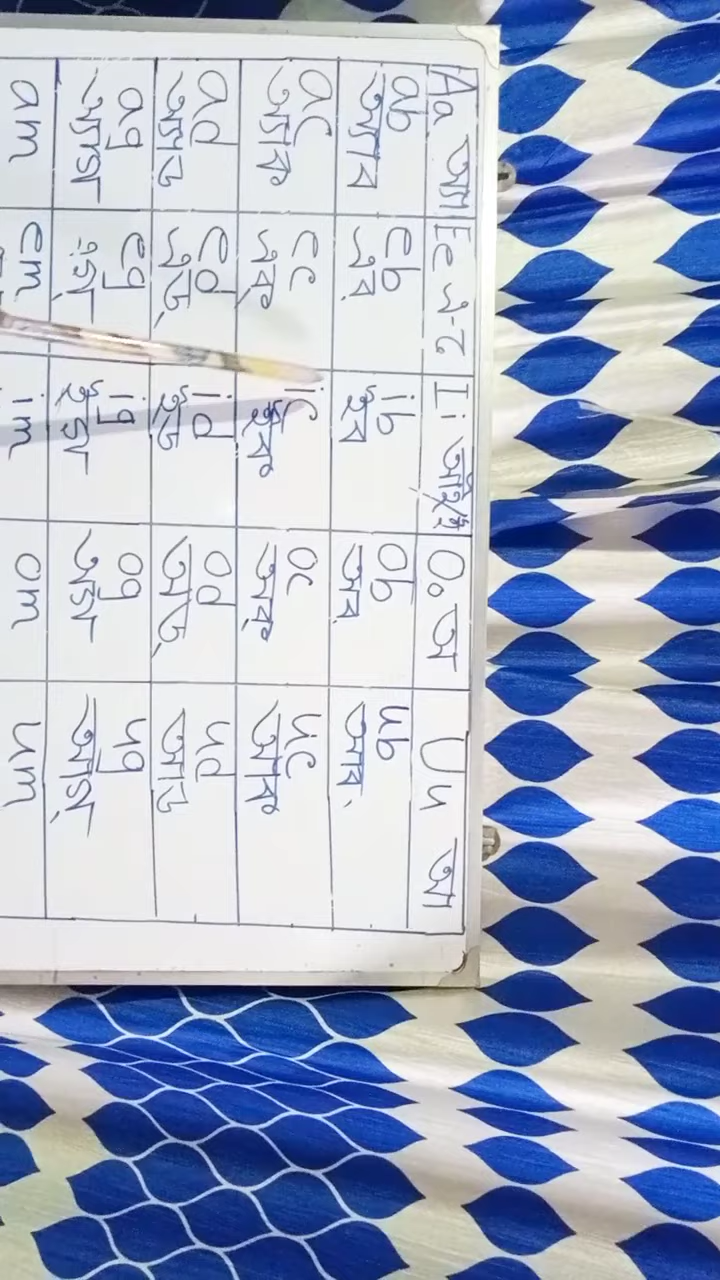 Aa অ্যা Ee এ-ট Ii আই/ই Oo অ Uu আ
ab eb ib ob ub
অ্যাব এব্ ইব অব্ আব্
ac ec ic oc uc
অ্যাক এক্ ইক অক্ আক
ad ed id od ud
অ্যাড এড্ ইড অড্ আড
ag eg ig og ug
অ্যাগ এগ্ ইগ অগ আগ্
am em im om um